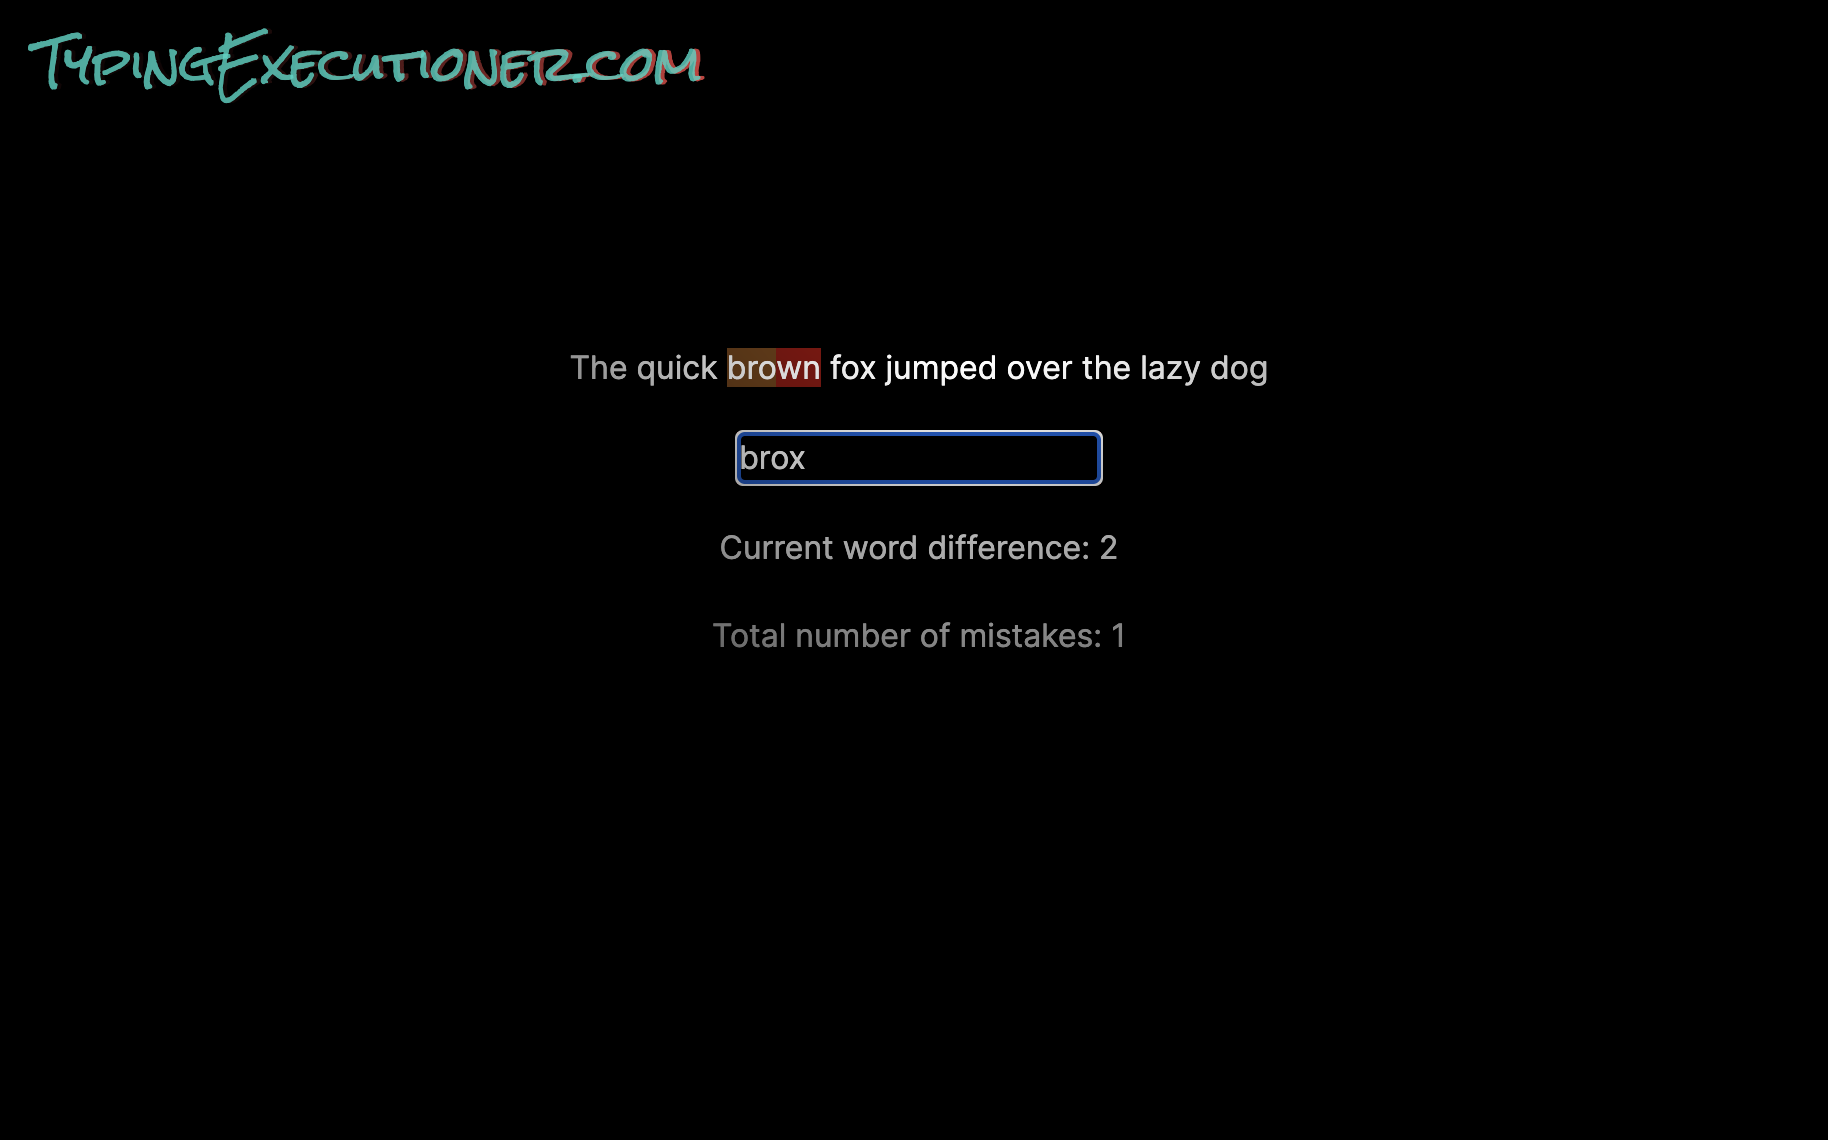 TypingExecutioner.com
The quick brown fox jumped over the lazy dog
brox
Current word difference: 2
Total number of mistakes: 1